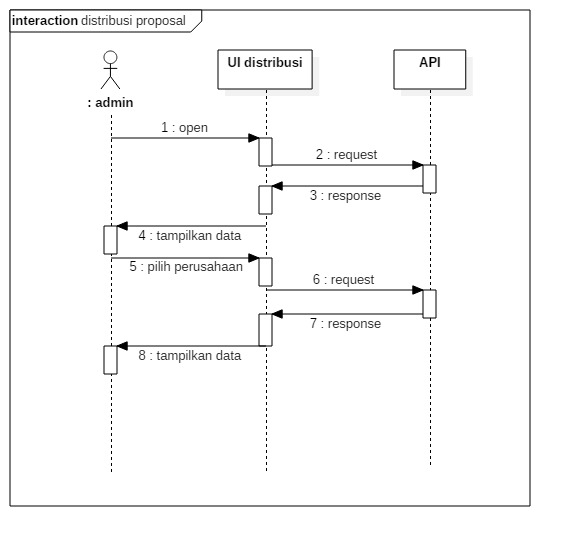 interaction distribusi proposal
UI distribusi
API
: admin
1 : open
2 : request
3 : response
4 : tampilkan data
5 : pilih perusahaan
6 : request
7 : response
8 : tampilkan data